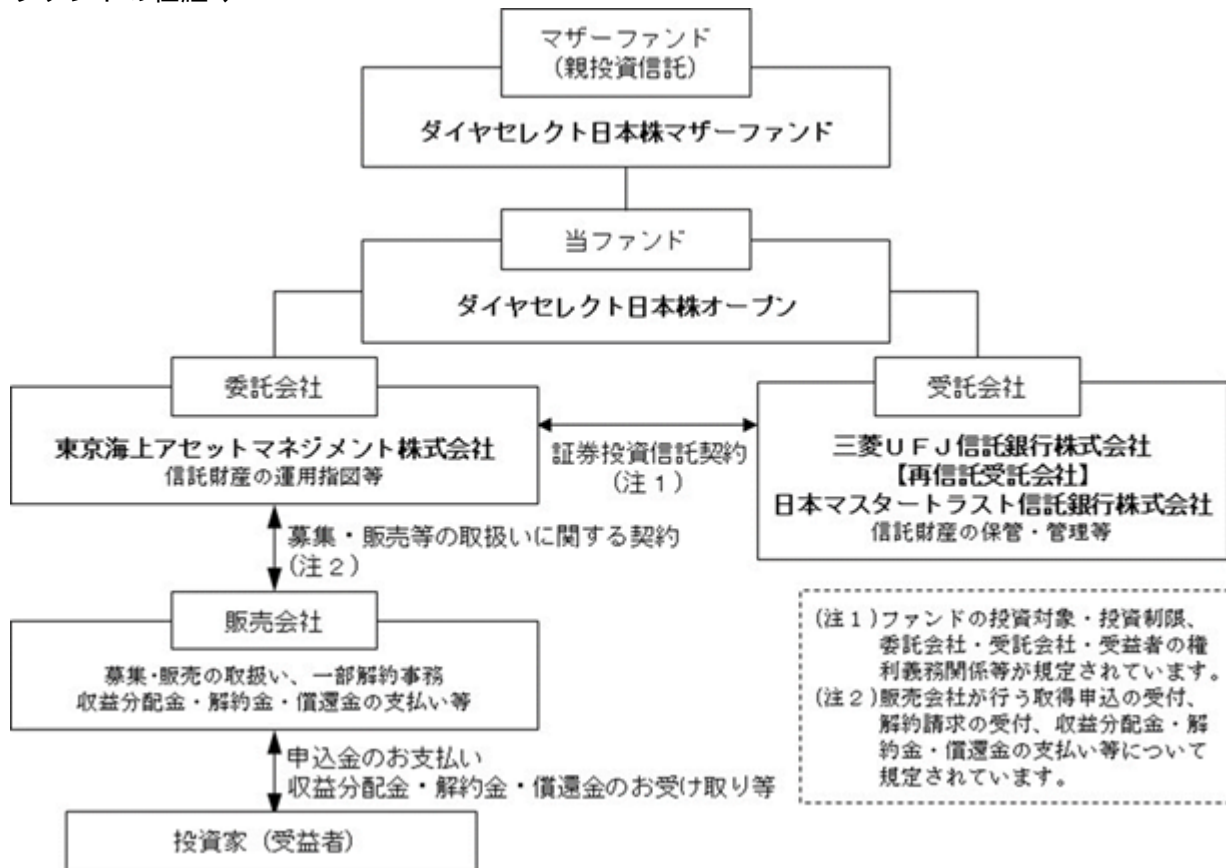 マザーファンド
(親投資信託)
ダイヤセレクト日本株マザーファンド
当ファンド
ダイヤセレクト日本株オープン
委託会社
東京海上アセットマネジメント株式会社
信託財産の運用指図等
証券投資信託契約
(注1)
受託会社
三菱UFJ信託銀行株式会社
【再信託受託会社】
日本マスタートラスト信託銀行株式会社
信託財産の保管・管理等
募集・販売等の取扱いに関する契約
(注2)
販売会社
募集・販売の取扱い、一部解約事務
収益分配金・解約金・償還金の支払い等
申込金のお支払い
収益分配金・解約金・償還金のお受け取り等
投資家(受益者)
(注1)ファンドの投資対象・投資制限、
委託会社・受託会社・受益者の権
利義務関係等が規定されています。
(注2)販売会社が行う取得申込の受付、
解約請求の受付、収益分配金・解
約金・償還金の支払い等について
規定されています。